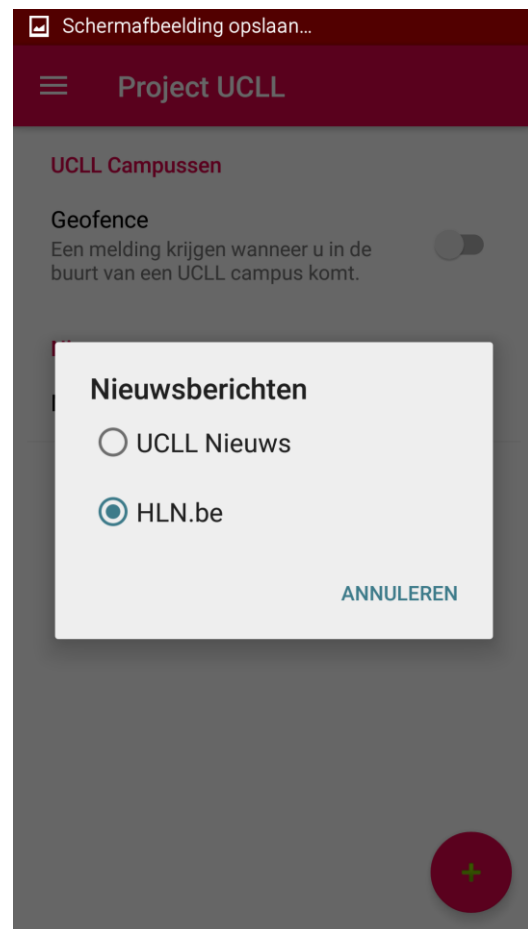 Schermafbeelding opslaan...
Project UCLL
UCLL Campussen
Geofence
Een melding krijgen wanneer u in de
buurt van een UCLL campus komt.
Nieuwsberichten
UCLL Nieuws
HLN.be
ANNULEREN
+